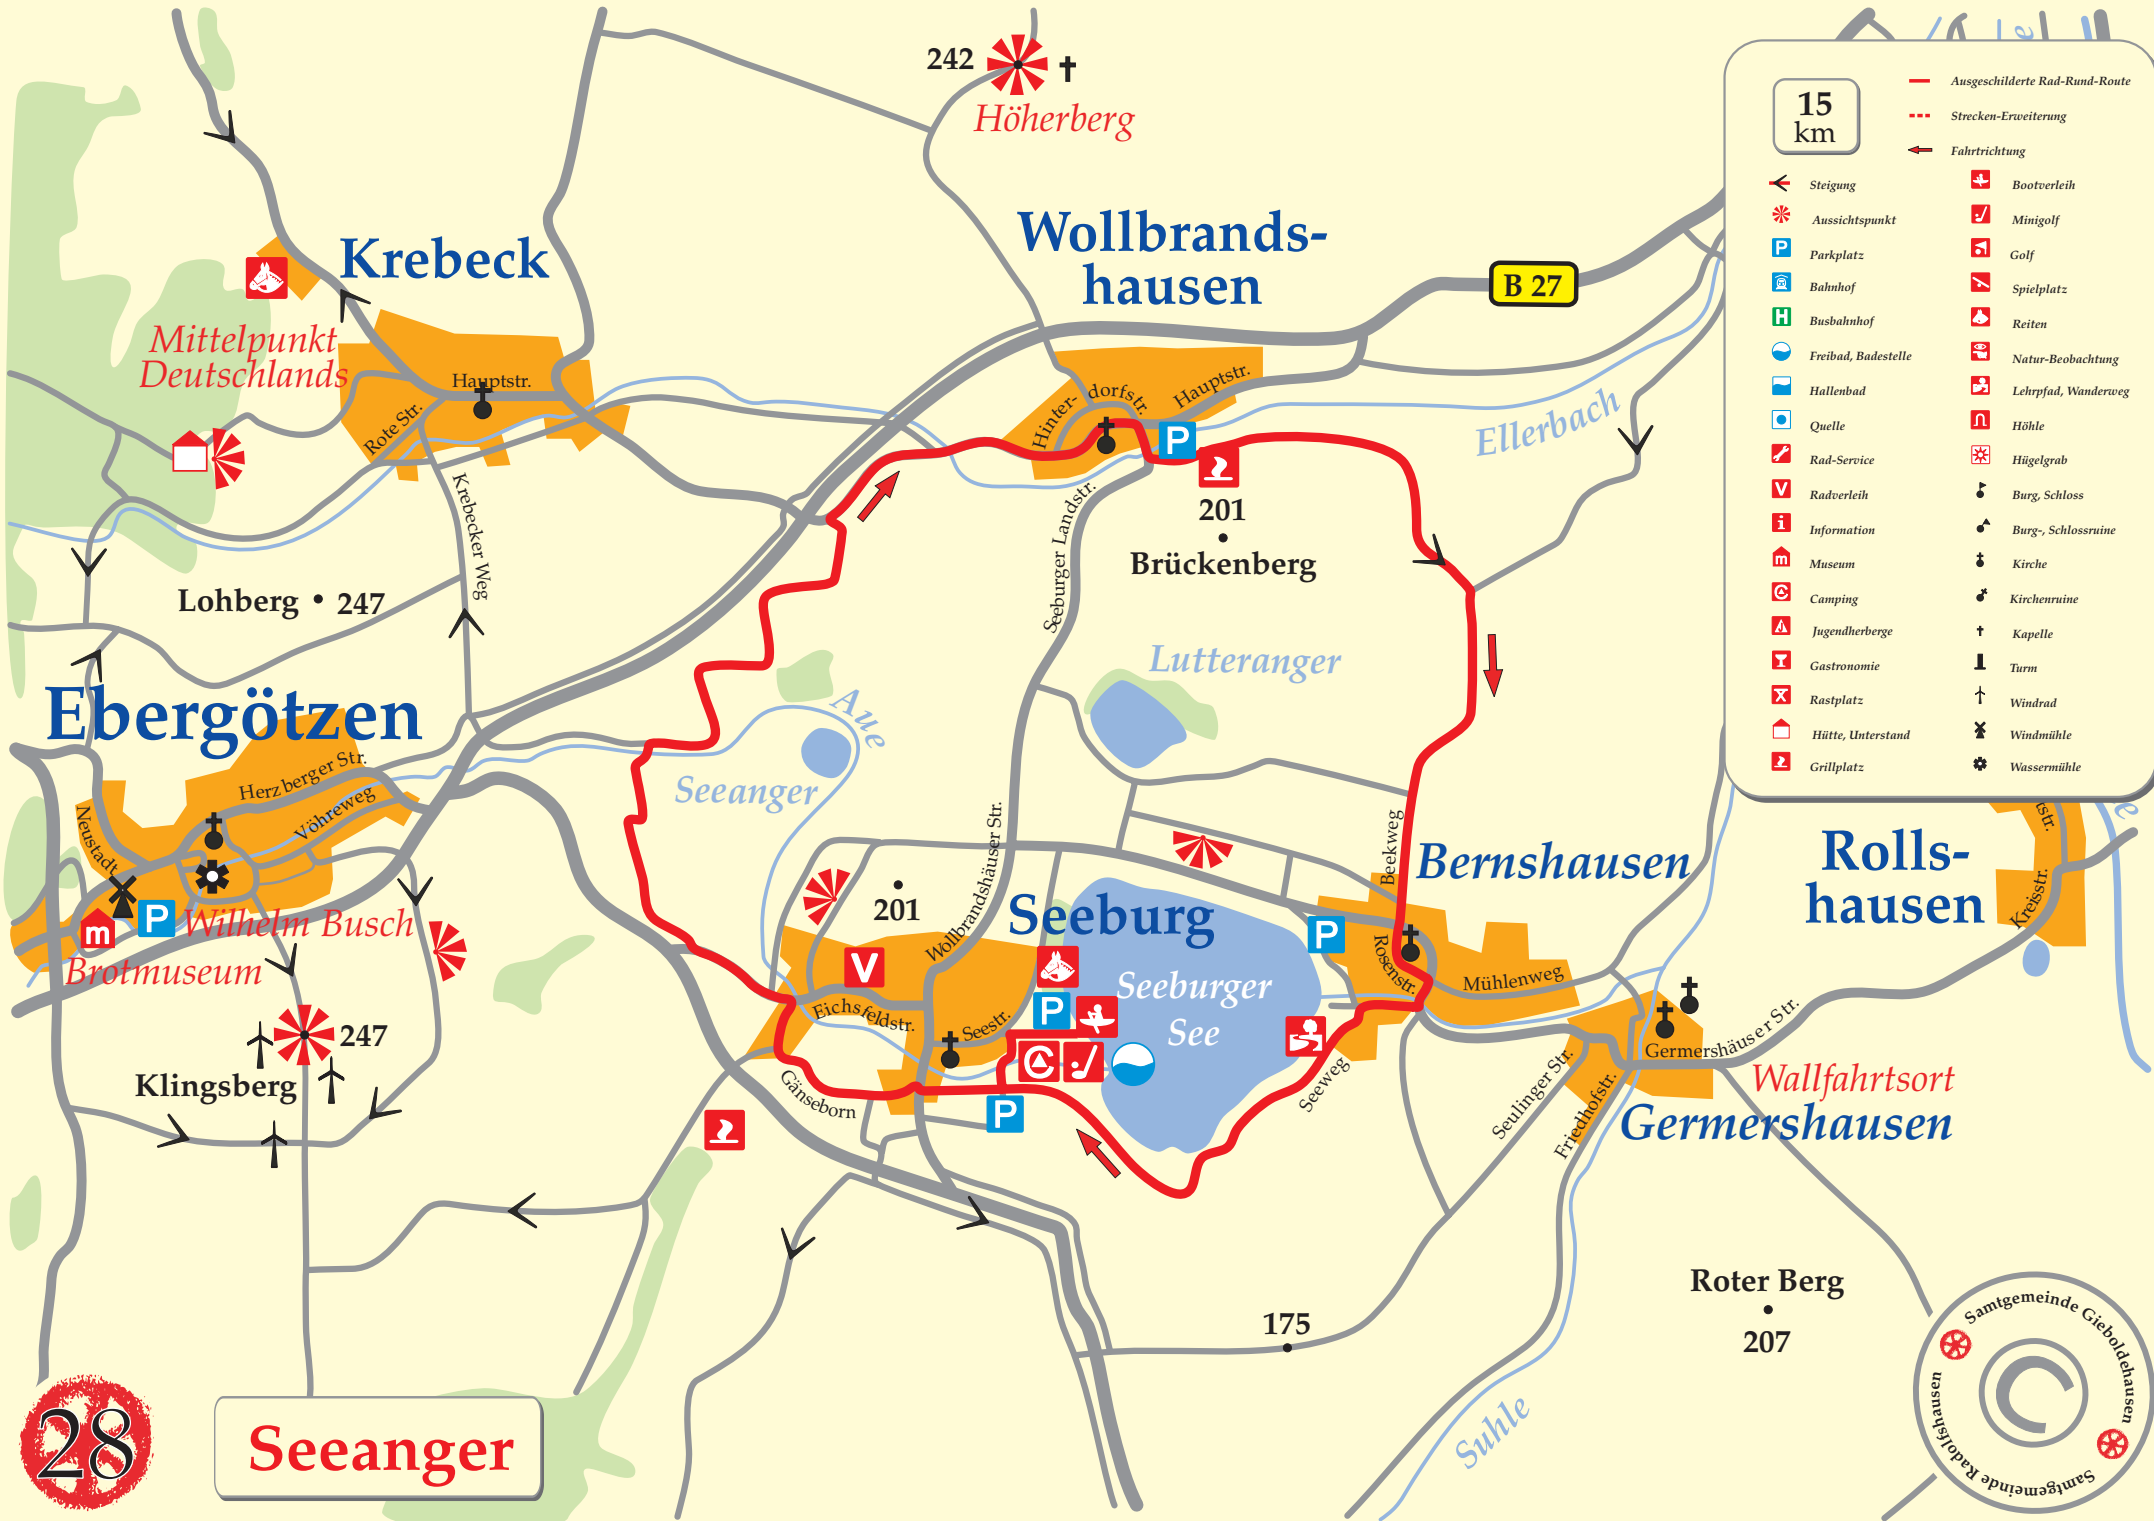 242
Höherberg
Wollbrands-
hausen
B 27
Krebeck
Mittelpunkt
Deutschlands
Hauptstr.
Rote Str.
Krebecker Weg
Hinter-
dorfstr.
Hauptstr.
P
Ellerbach
201
Brückenberg
Seeburger Landstr.
Lohberg
247
Lutteranger
Aue
Seeanger
Ebergötzen
Herzberger Str.
Vöhreweg
Neustadt
m
P
Wilhelm Busch
Brotmuseum
247
Klingsberg
201
Wollbrandshäuser Str.
Seeburg
V
Eichsfeldstr.
Seestr.
P
P
Gänseborn
Seeburger
See
Beekweg
Bernshausen
P
Rosenstr.
Mühlenweg
Seeweg
Seulinger Str.
Friedhofstr.
Germershäuser Str.
Wallfahrtsort
Germershausen
Rolls-
hausen
Kreisstr.
tstr.
e
e
175
Roter Berg
207
Suhle
15
km
Ausgeschilderte Rad-Rund-Route
Strecken-Erweiterung
Fahrtrichtung
Steigung
Aussichtspunkt
P Parkplatz
Bahnhof
H Busbahnhof
Freibad, Badestelle
Hallenbad
Quelle
Rad-Service
V Radverleih
i Information
m Museum
Camping
Jugendherberge
Gastronomie
Rastplatz
Hütte, Unterstand
Grillplatz
Bootverleih
Minigolf
Golf
Spielplatz
Reiten
Natur-Beobachtung
Lehrpfad, Wanderweg
Höhle
Hügelgrab
Burg, Schloss
Burg-, Schlossruine
Kirche
Kirchenruine
Kapelle
Turm
Windrad
Windmühle
Wassermühle
28
Seeanger
Samtgemeinde Gieboldehausen
Samtgemeinde Radolfshausen